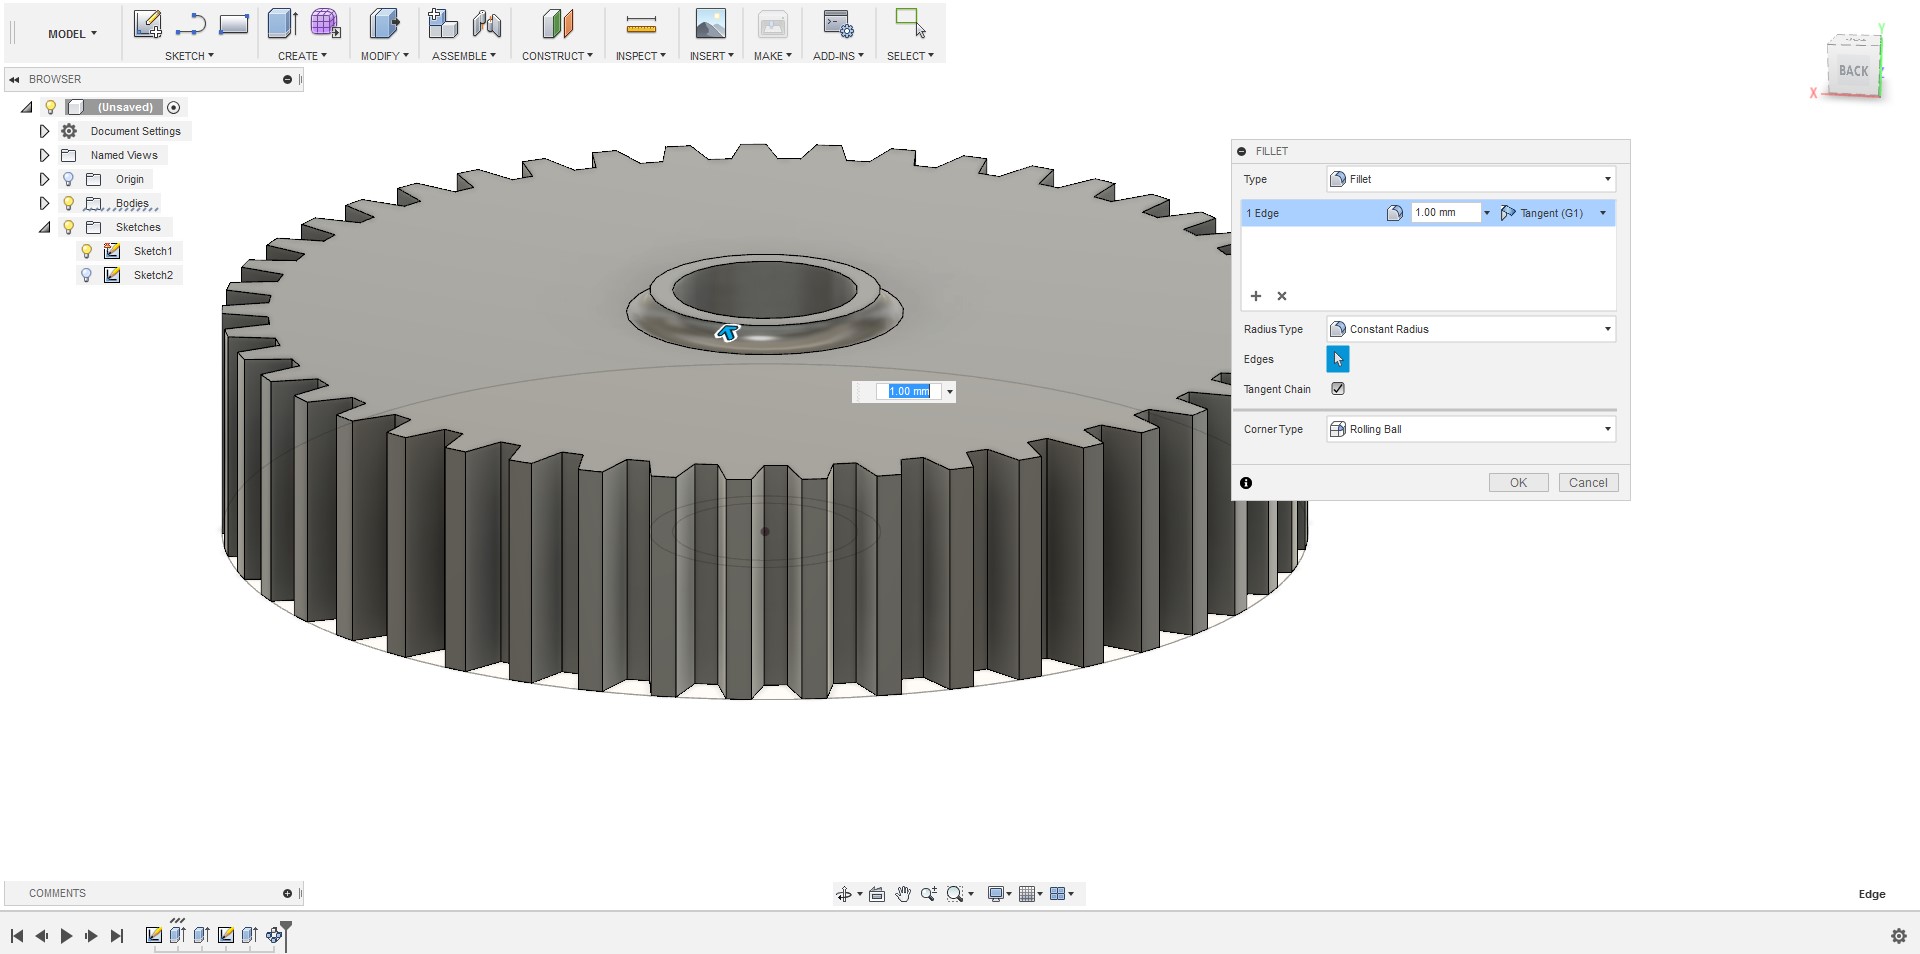 MODEL
SKETCH
CREATE
MODIFY
ASSEMBLE
CONSTRUCT
INSPECT
INSERT
MAKE
ADD-INS
SELECT
BROWSER
(Unsaved)
Document Settings
Named Views
Origin
Bodies
Sketches
Sketch1
Sketch2
Y
BACK
X
FILLET
Type
Fillet
1 Edge
1.00 mm
Tangent (G1)
Radius Type
Constant Radius
Edges
Tangent Chain
Corner Type
Rolling Ball
OK
Cancel
1.00 mm
COMMENTS
Edge